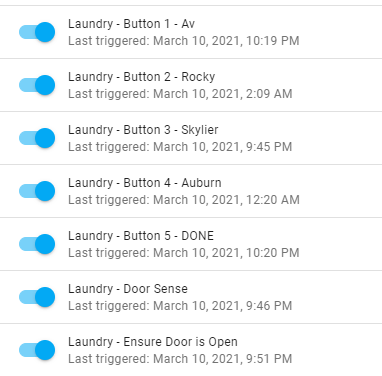 Laundry - Button 1 - Av
Last triggered: March 10, 2021, 10:19 PM
Laundry - Button 2 - Rocky
Last triggered: March 10, 2021, 2:09 AM
Laundry - Button 3 - Skylier
Last triggered: March 10, 2021, 9:45 PM
Laundry - Button 4 - Auburn
Last triggered: March 10, 2021, 12:20 AM
Laundry - Button 5 - DONE
Last triggered: March 10, 2021, 10:20 PM
Laundry - Door Sense
Last triggered: March 10, 2021, 9:46 PM
Laundry - Ensure Door is Open
Last triggered: March 10, 2021, 9:51 PM